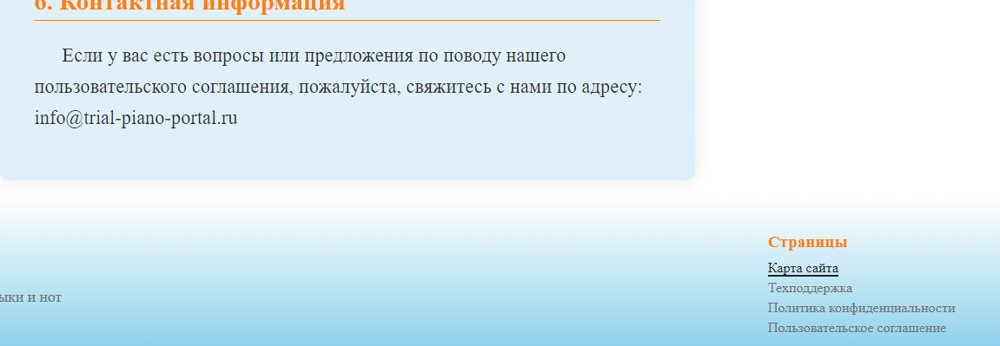 6. Контактная информация
Если у вас есть вопросы или предложения по поводу нашего
пользовательского соглашения, пожалуйста, свяжитесь с нами по адресу:
info@trial-piano-portal.ru
Страницы
Карта сайта
Техподдержка
ыки и нот
Политика конфиденциальности
Пользовательское соглашение